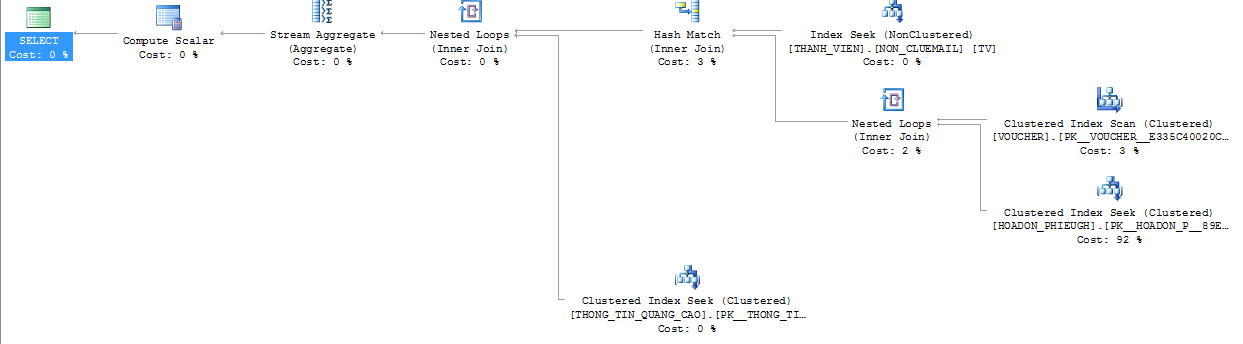 SELECT
Cost: 0 %
Compute Scalar
Cost: 0 %
Stream Aggregate
(Aggregate)
Cost: 0 %
Nested Loops
(Inner Join)
Cost: 0 %
Hash Match
(Inner Join)
Cost: 3 %
Index Seek (NonClustered)
[THANH_VIEN].[NON_CLUEMAIL] [TV]
Cost: 0 %
Nested Loops
(Inner Join)
Cost: 2 %
Clustered Index Scan (Clustered)
[VOUCHER].[PK__VOUCHER__E335C40020C…
Cost: 3 %
Clustered Index Seek (Clustered)
[HOADON_PHIEUGH].[PK__HOADON_P__89E…
Cost: 92 %
Clustered Index Seek (Clustered)
[THONG_TIN_QUANG_CAO].[PK__THONG_TI…
Cost: 0 %